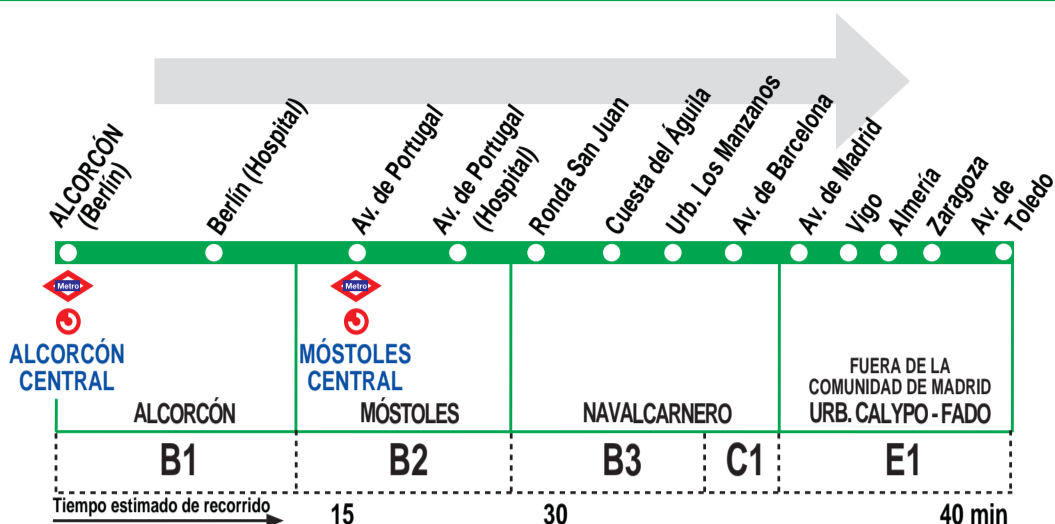 ALCORCÓN
(Berlín)
Berlín (Hospital)
Av. de Portugal
Av. de Portugal
(Hospital)
Ronda San Juan
Cuesta del Águila
Urb. Los Manzanos
Av. de Barcelona
Av. de Madrid
Vigo
Almería
Zaragoza
Av. de
Toledo
Metro
Metro
ALCORCÓN
CENTRAL
MÓSTOLES
CENTRAL
ALCORCÓN
MÓSTOLES
NAVALCARNERO
FUERA DE LA
COMUNIDAD DE MADRID
URB. CALYPO - FADO
B1
B2
B3
C1
E1
Tiempo estimado de recorrido
15
30
40 min